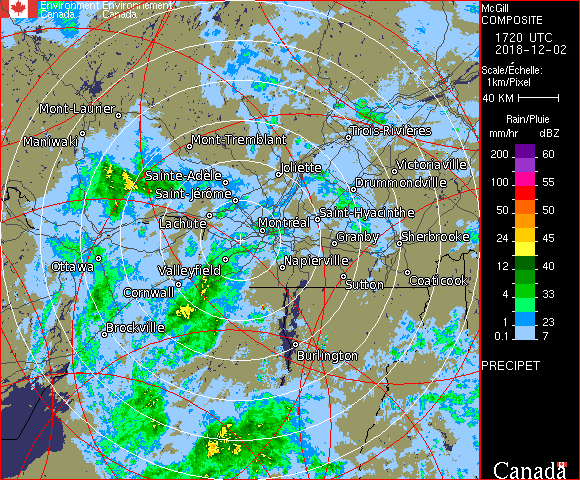 Environment Environnement
Canada Canada
McGill
COMPOSITE
1720 UTC
2018-12-02
Scale/Échelle:
1km/Pixel
40 KM
Rain/Pluie
mm/hr dBZ
200 60
100 55
50 50
24 45
12 40
4 33
1 23
0.1 7
PRECIPET
Canada
Mont-Laurier
Maniwaki
Mont-Tremblant
Trois-Rivières
Sainte-Adèle
Joliette
Victoriaville
Saint-Jérôme
Drummondville
Lachute
Saint-Hyacinthe
Montréal
Granby
Sherbrooke
Ottawa
Valleyfield
Napierville
Cornwall
Sutton
Coaticook
Brockville
Burlington